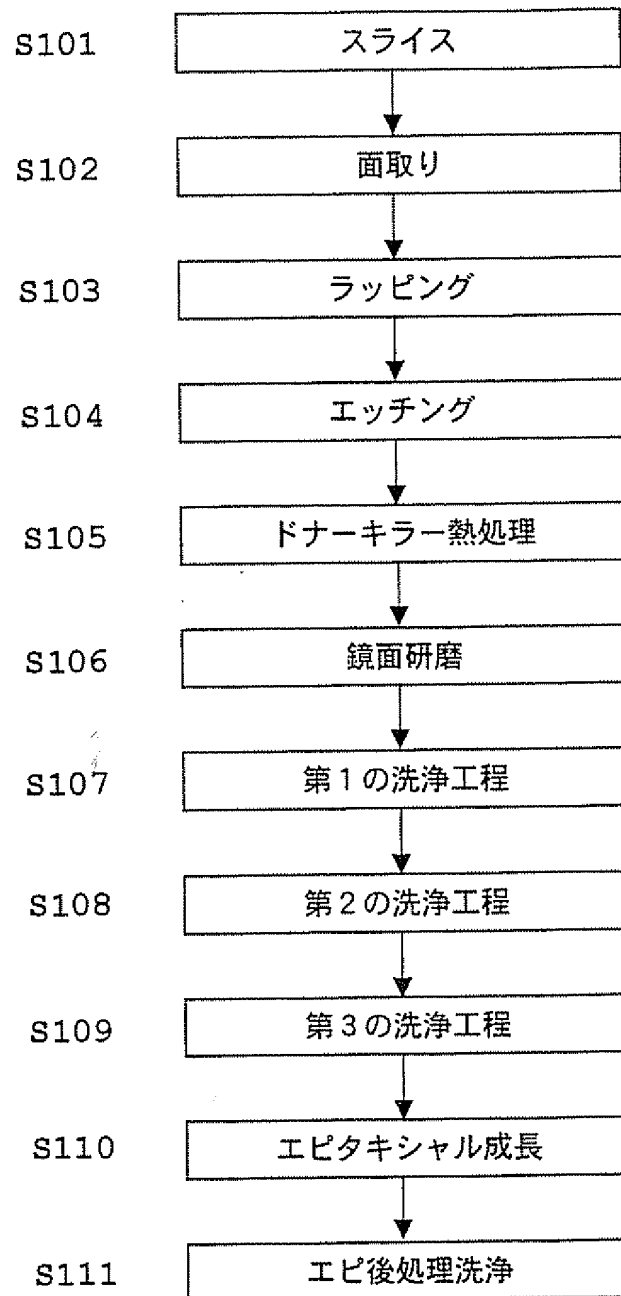 S101 スライス
S102 面取り
S103 ラッピング
S104 エッチング
S105 ドナーキラー熱処理
S106 鏡面研磨
S107 第１の洗浄工程
S108 第２の洗浄工程
S109 第３の洗浄工程
S110 エピタキシャル成長
S111 エピ後処理洗浄